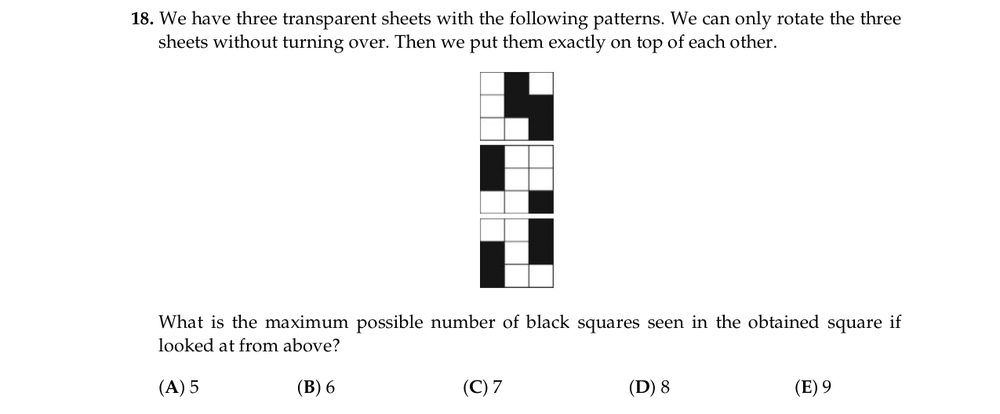 18. We have three transparent sheets with the following patterns. We can only rotate the three
sheets without turning over. Then we put them exactly on top of each other.
What is the maximum possible number of black squares seen in the obtained square if
looked at from above?
(A) 5 (B) 6 (C) 7 (D) 8 (E) 9